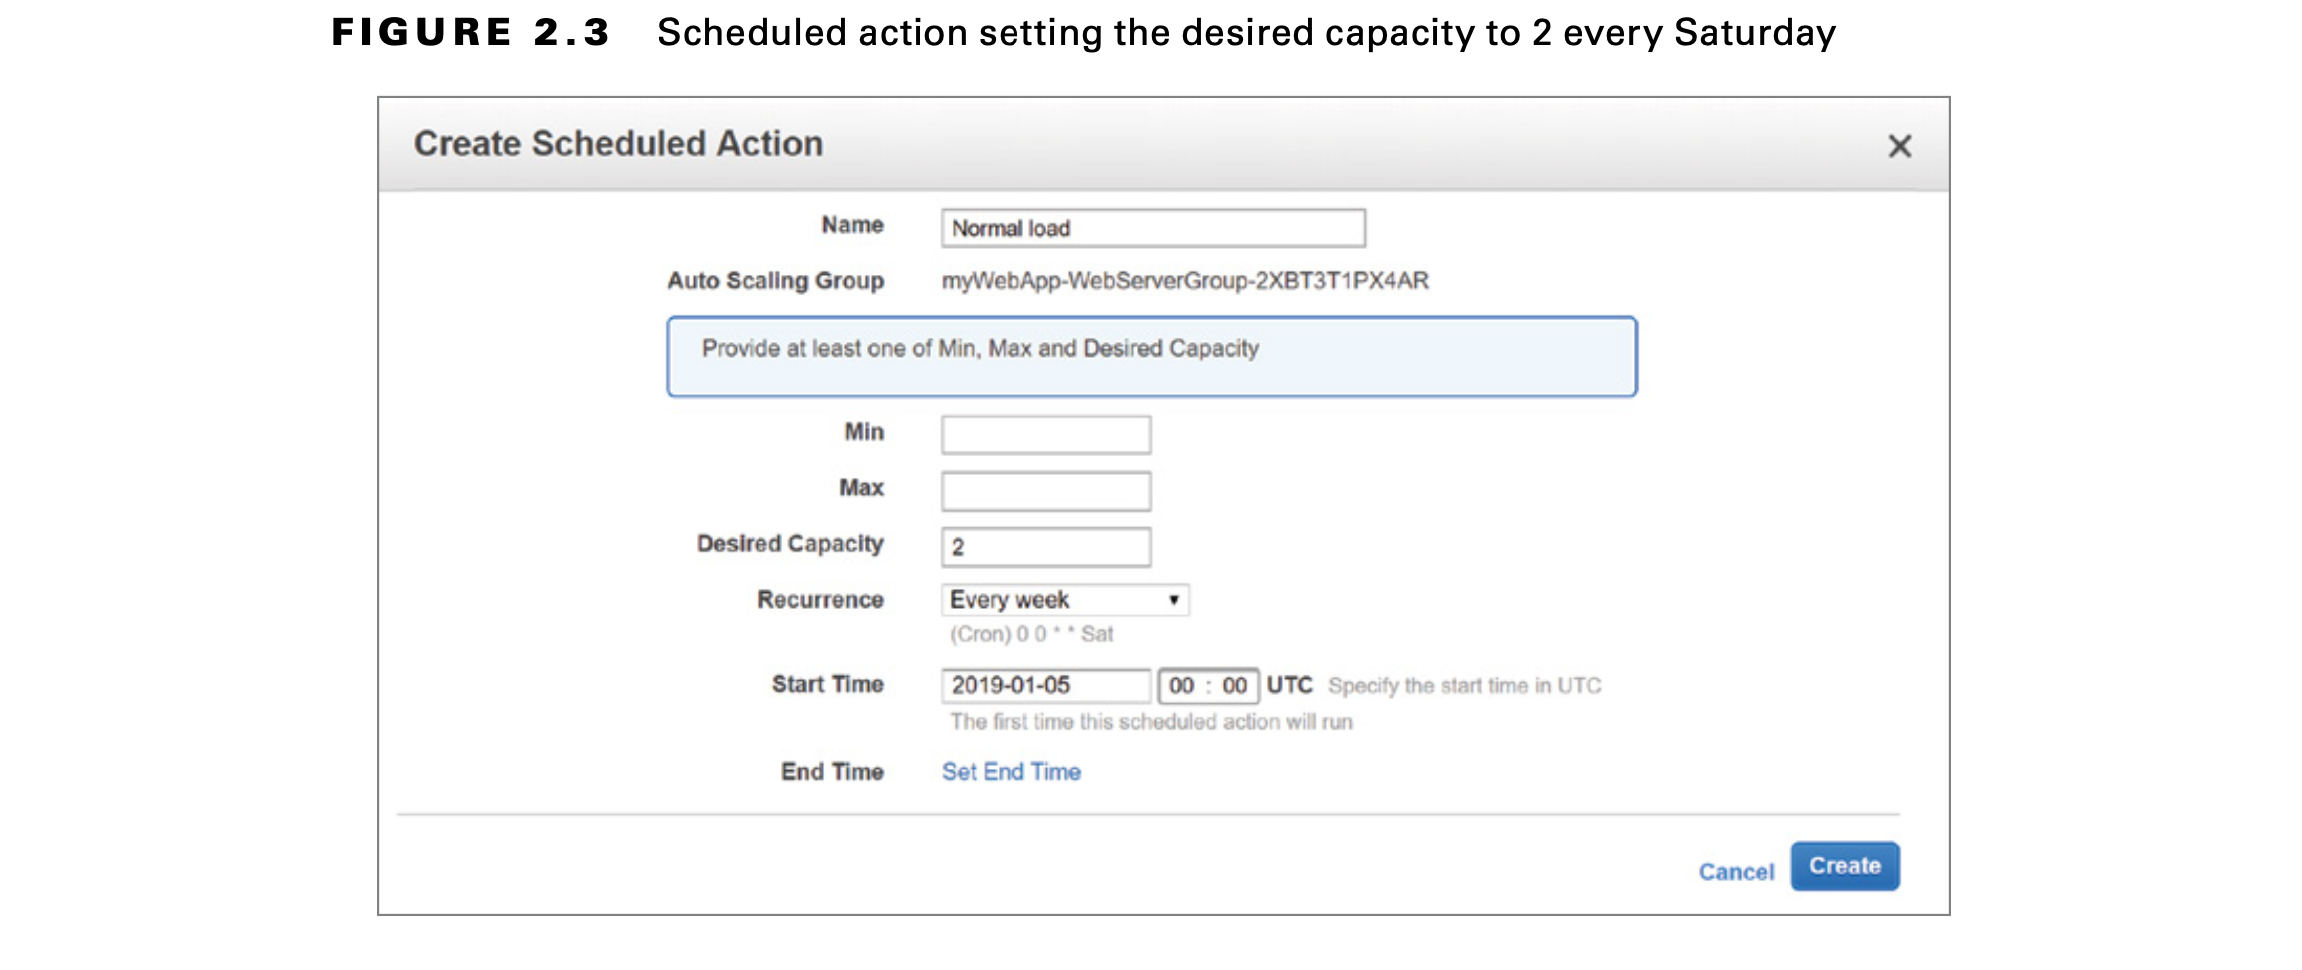 FIGURE 2.3 Scheduled action setting the desired capacity to 2 every Saturday
Create Scheduled Action ×
Name Normal load
Auto Scaling Group myWebApp-WebServerGroup-2XBT3T1PX4AR
Provide at least one of Min, Max and Desired Capacity
Min
Max
Desired Capacity 2
Recurrence Every week
(Cron) 0 0 * * Sat
Start Time 2019-01-05 00 : 00 UTC Specify the start time in UTC
The first time this scheduled action will run
End Time Set End Time
Cancel Create